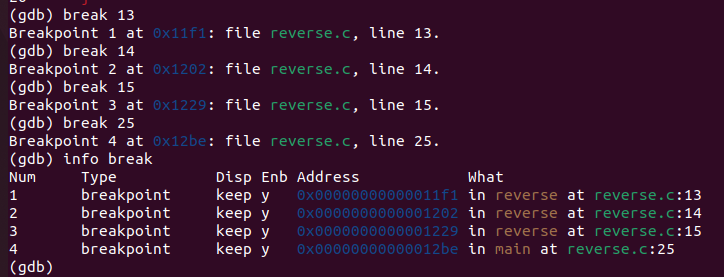 (gdb) break 13
Breakpoint 1 at 0x11f1: file reverse.c, line 13.
(gdb) break 14
Breakpoint 2 at 0x1202: file reverse.c, line 14.
(gdb) break 15
Breakpoint 3 at 0x1229: file reverse.c, line 15.
(gdb) break 25
Breakpoint 4 at 0x12be: file reverse.c, line 25.
(gdb) info break
Num     Type           Disp Enb Address            What
1       breakpoint     keep y   0x00000000000011f1 in reverse at reverse.c:13
2       breakpoint     keep y   0x0000000000001202 in reverse at reverse.c:14
3       breakpoint     keep y   0x0000000000001229 in reverse at reverse.c:15
4       breakpoint     keep y   0x00000000000012be in main at reverse.c:25
(gdb)